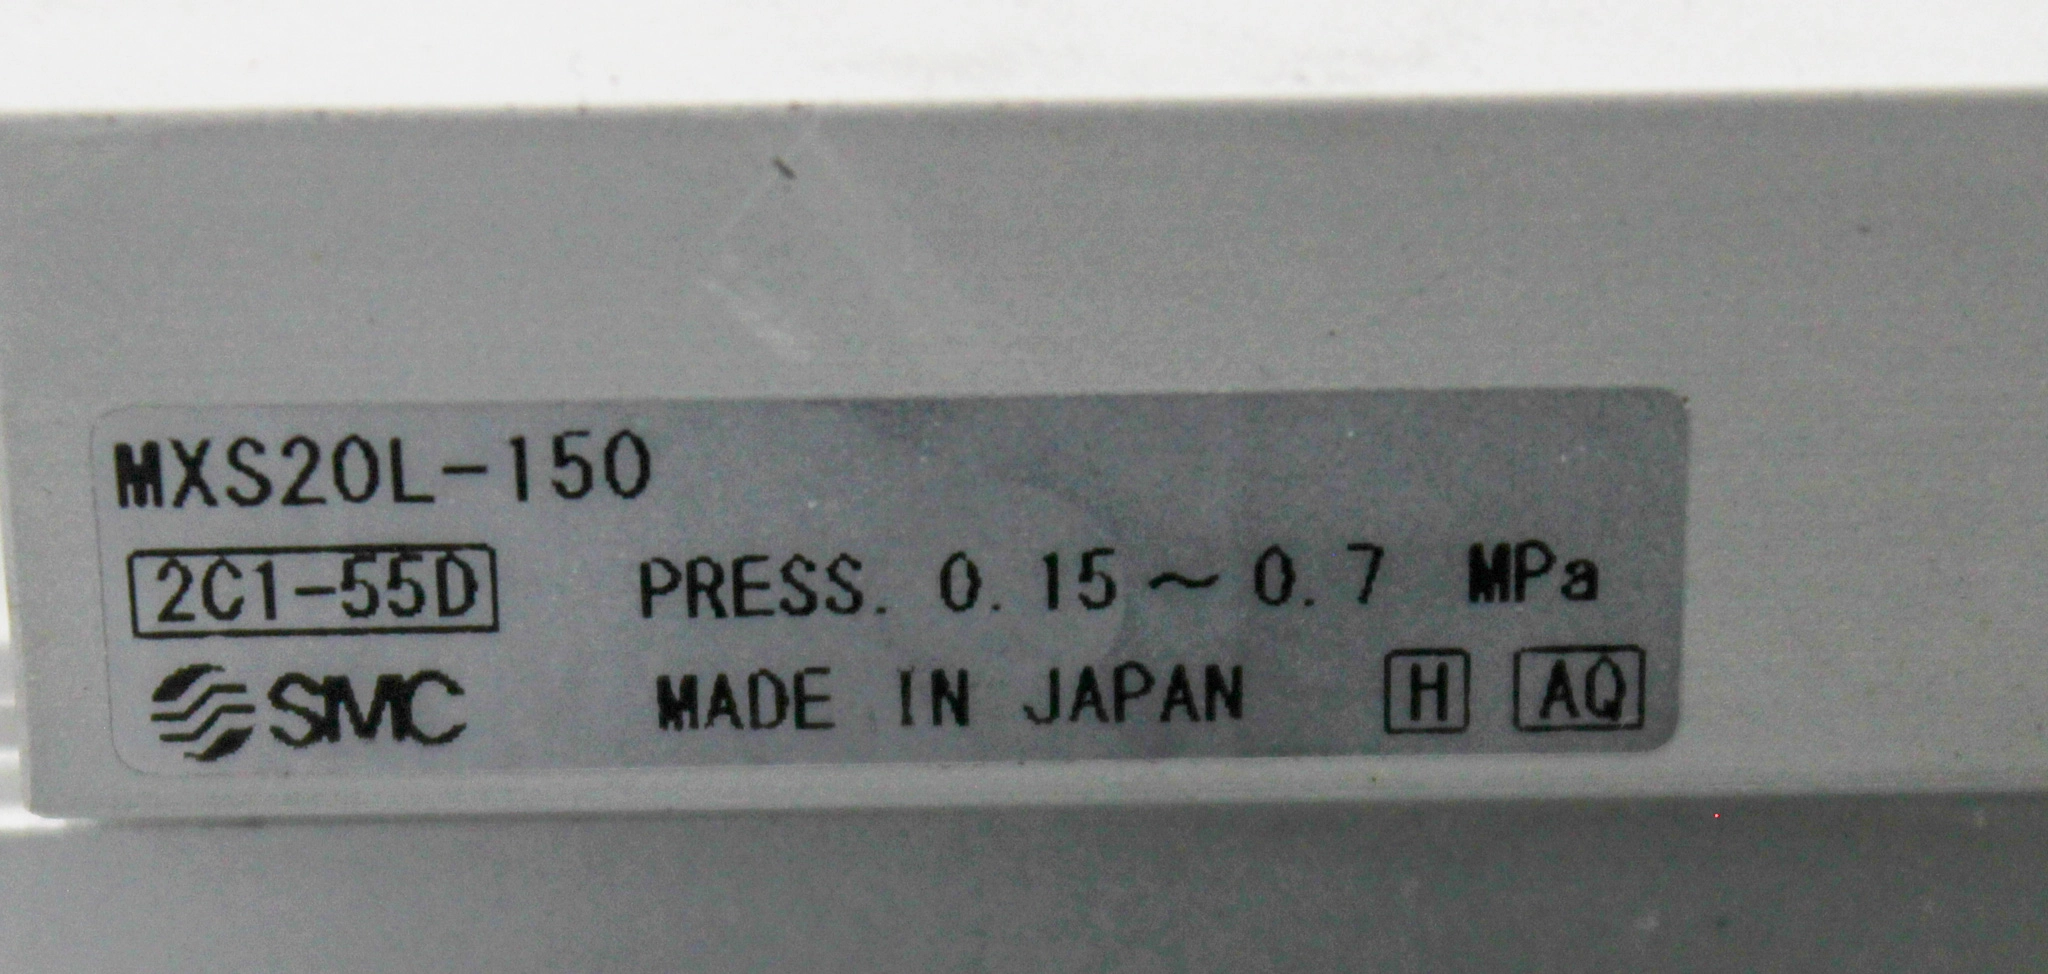 MXS20L-150
2C1-55D PRESS. 0.15～0.7 MPa
SMC MADE IN JAPAN H AQ